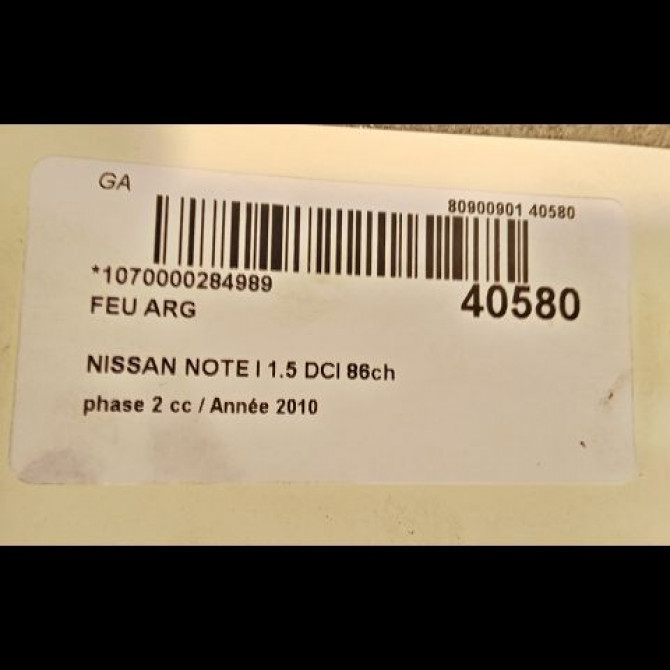 GA
80900901 40580
*1070000284989
40580
FEU ARG
NISSAN NOTE I 1.5 DCI 86ch
phase 2 cc / Année 2010